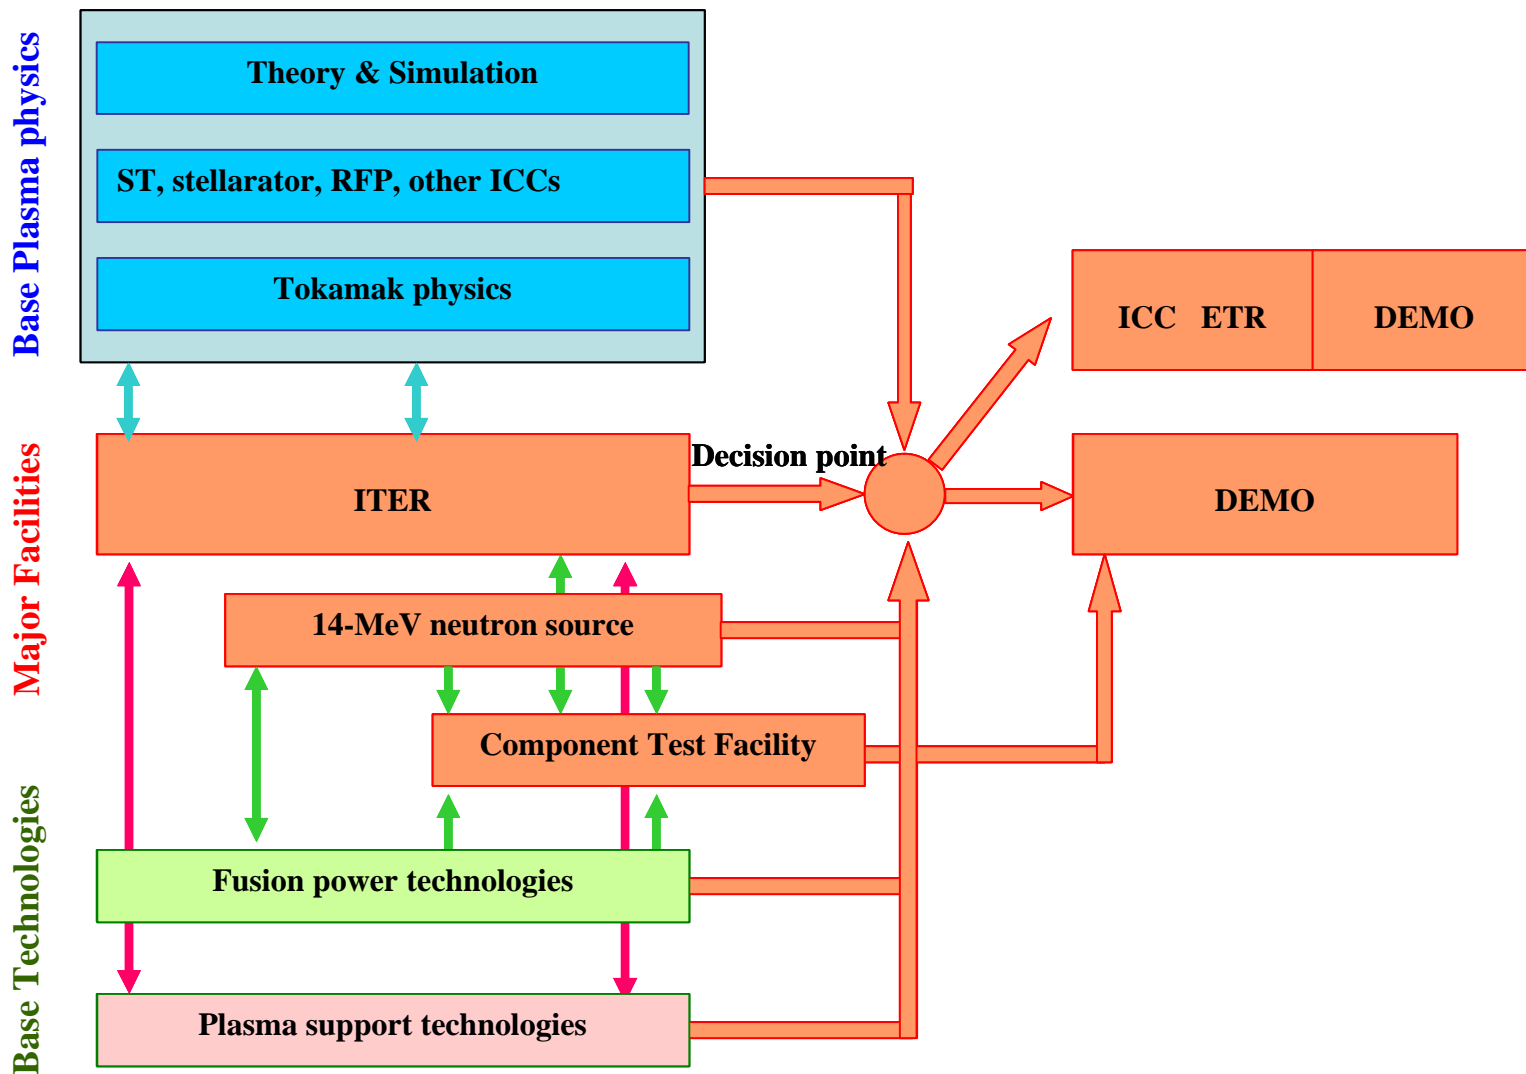 Base Plasma physics
Theory & Simulation
ST, stellarator, RFP, other ICCs
Tokamak physics
ICC ETR
DEMO
Major Facilities
Decision point
ITER
DEMO
14-MeV neutron source
Component Test Facility
Base Technologies
Fusion power technologies
Plasma support technologies